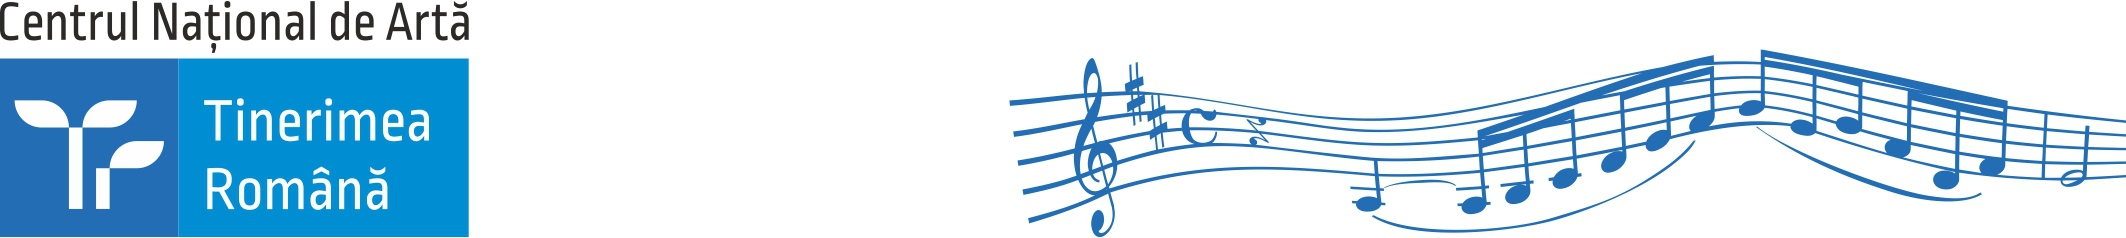 Centrul Național de Artă
Tinerimea
Română